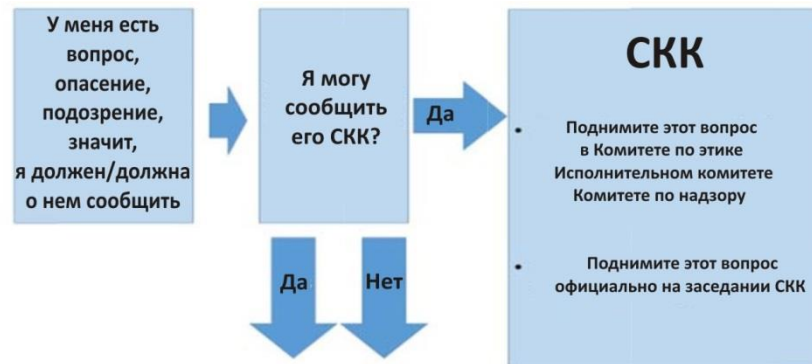 У меня есть
вопрос,
опасение,
подозрение,
значит,
я должен/должна
о нем сообщить
Я могу
сообщить
его СКК?
Да
СКК
• Поднимите этот вопрос
в Комитете по этике
Исполнительном комитете
Комитете по надзору
• Поднимите этот вопрос
официально на заседании СКК
Да
Нет